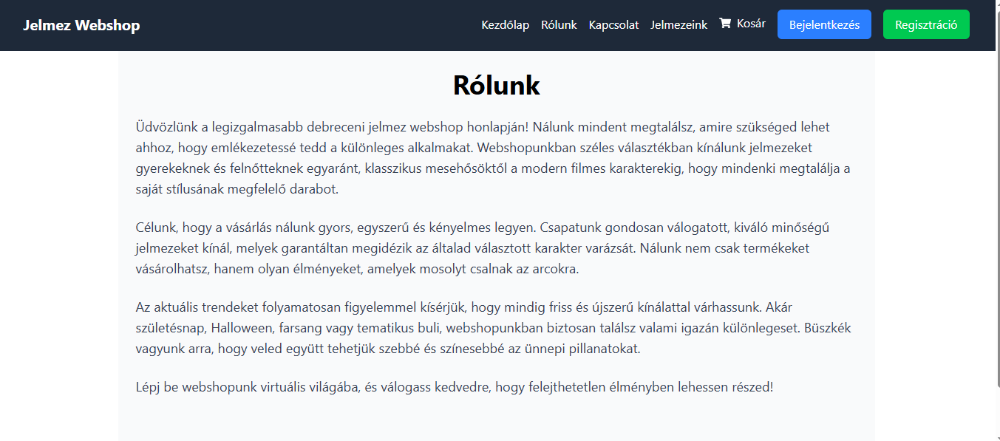 Jelmez Webshop
Kezdőlap Rólunk Kapcsolat Jelmezeink Kosár Bejelentkezés Regisztráció
Rólunk
Üdvözlünk a legizgalmasabb debreceni jelmez webshop honlapján! Nálunk mindent megtalálsz, amire szükséged lehet
ahhoz, hogy emlékezetessé tedd a különleges alkalmakat. Webshopunkban széles választékban kínálunk jelmezeket
gyerekeknek és felnőtteknek egyaránt, klasszikus mesehősöktől a modern filmes karakterekig, hogy mindenki megtalálja a
saját stílusának megfelelő darabot.
Célunk, hogy a vásárlás nálunk gyors, egyszerű és kényelmes legyen. Csapatunk gondosan válogatott, kiváló minőségű
jelmezeket kínál, melyek garantáltan megidézik az általad választott karakter varázsát. Nálunk nem csak termékeket
vásárolhatsz, hanem olyan élményeket, amelyek mosolyt csalnak az arcokra.
Az aktuális trendeket folyamatosan figyelemmel kísérjük, hogy mindig friss és újszerű kínálattal várhassunk. Akár
születésnap, Halloween, farsang vagy tematikus buli, webshopunkban biztosan találsz valami igazán különlegeset. Büszkék
vagyunk arra, hogy veled együtt tehetjük szebbé és színesebbé az ünnepi pillanatokat.
Lépj be webshopunk virtuális világába, és válogass kedvedre, hogy felejthetetlen élményben lehessen részed!